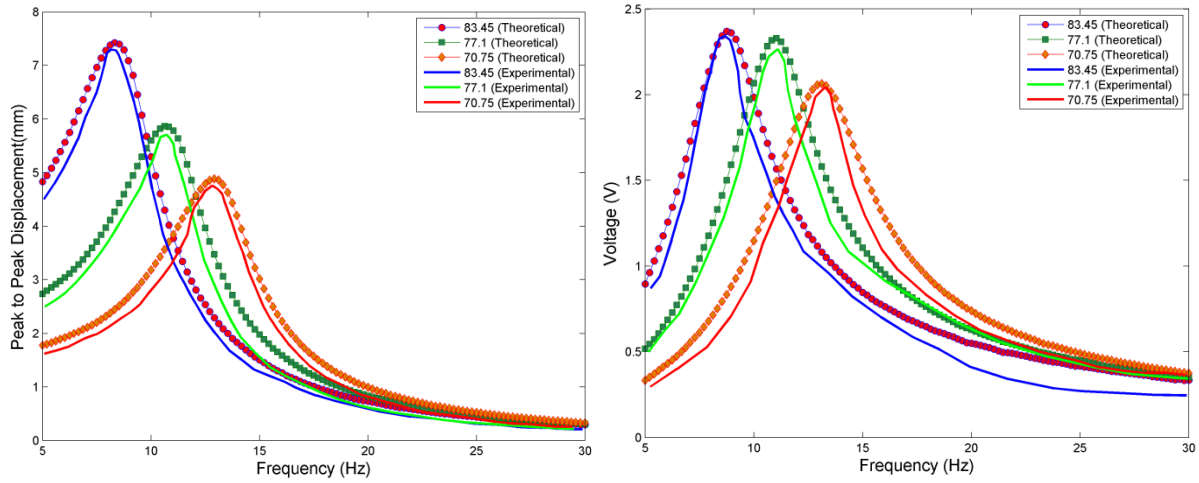 Peak to Peak Displacement(mm)
8
7
6
5
4
3
2
1
0
83.45 (Theoretical)
77.1 (Theoretical)
70.75 (Theoretical)
83.45 (Experimental)
77.1 (Experimental)
70.75 (Experimental)
5 10 15 20 25 30
Frequency (Hz)
Voltage (V)
2.5
2
1.5
1
0.5
0
83.45 (Theoretical)
77.1 (Theoretical)
70.75 (Theoretical)
83.45 (Experimental)
77.1 (Experimental)
70.75 (Experimental)
5 10 15 20 25 30
Frequency (Hz)